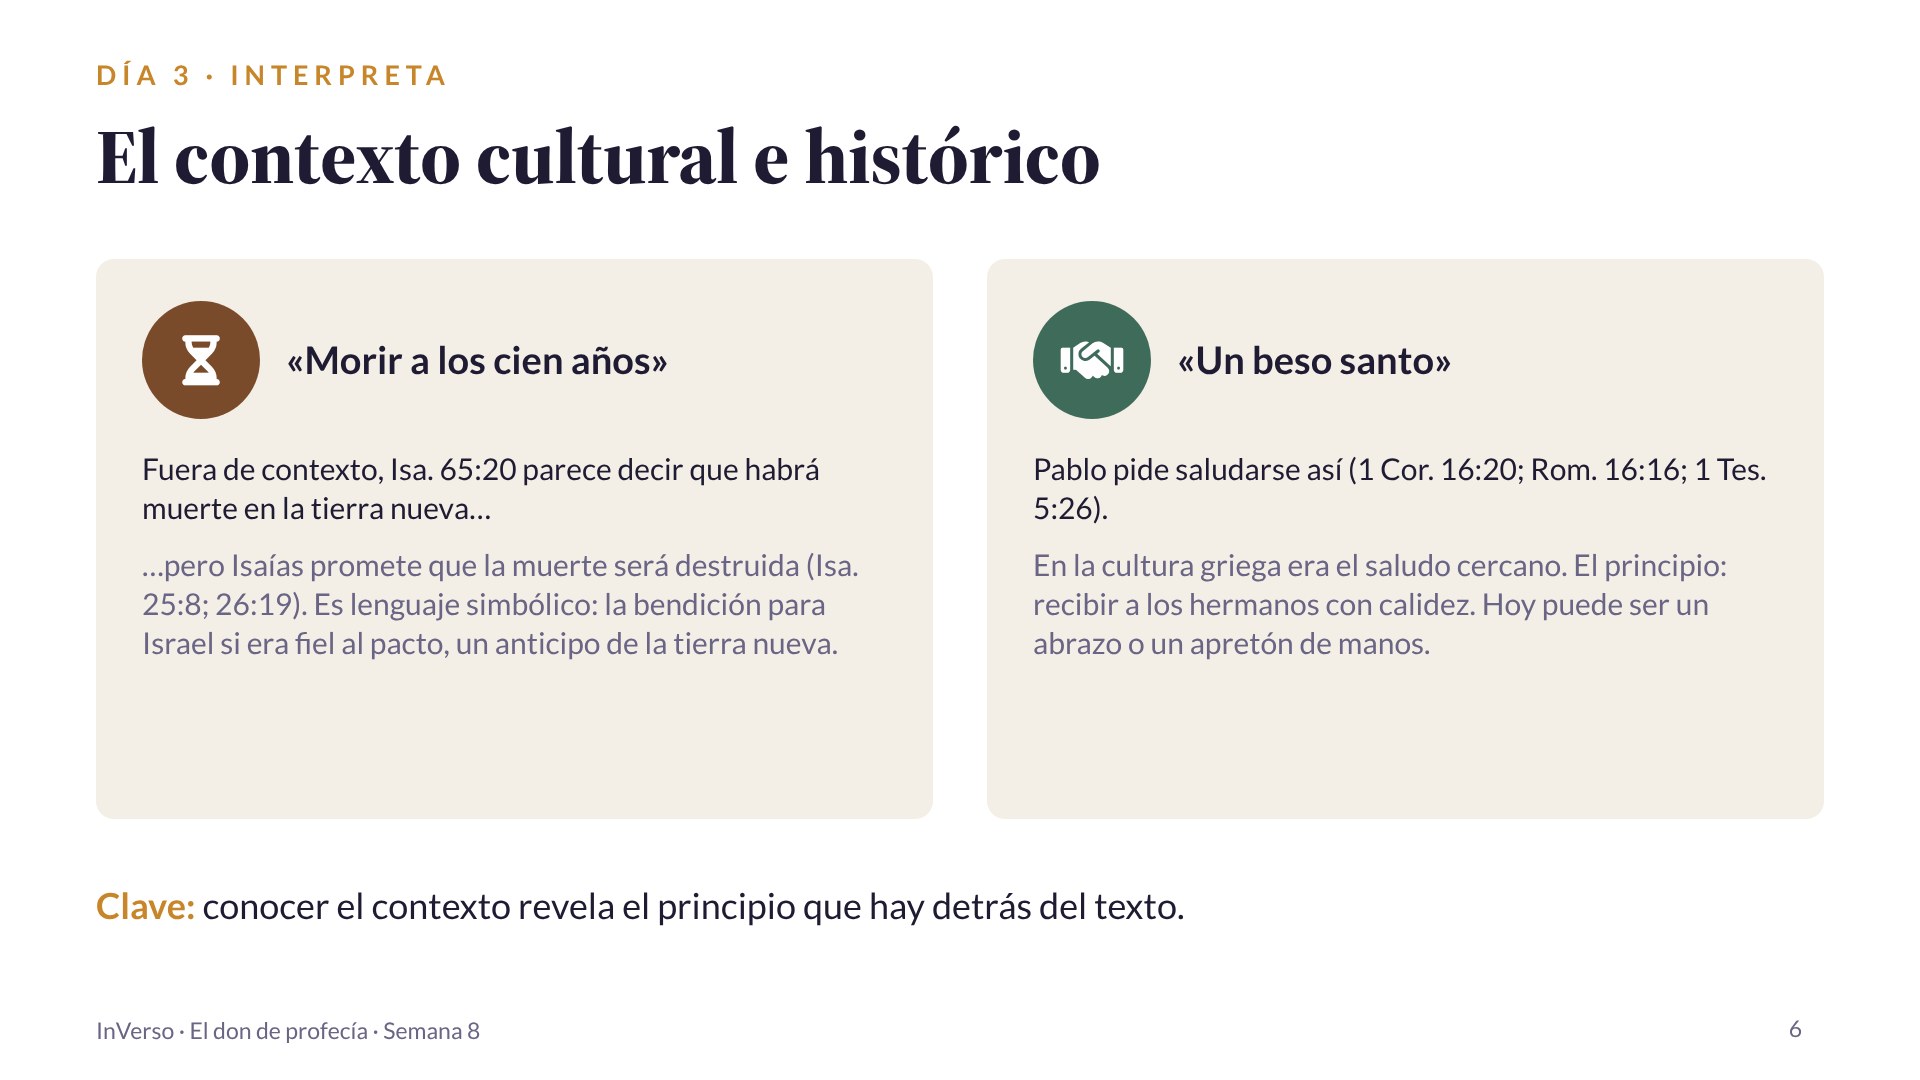 DÍA 3 · INTERPRETA
El contexto cultural e histórico
«Morir a los cien años»
Fuera de contexto, Isa. 65:20 parece decir que habrá
muerte en la tierra nueva…
…pero Isaías promete que la muerte será destruida (Isa.
25:8; 26:19). Es lenguaje simbólico: la bendición para
Israel si era fiel al pacto, un anticipo de la tierra nueva.
«Un beso santo»
Pablo pide saludarse así (1 Cor. 16:20; Rom. 16:16; 1 Tes.
5:26).
En la cultura griega era el saludo cercano. El principio:
recibir a los hermanos con calidez. Hoy puede ser un
abrazo o un apretón de manos.
Clave: conocer el contexto revela el principio que hay detrás del texto.
InVerso · El don de profecía · Semana 8
6